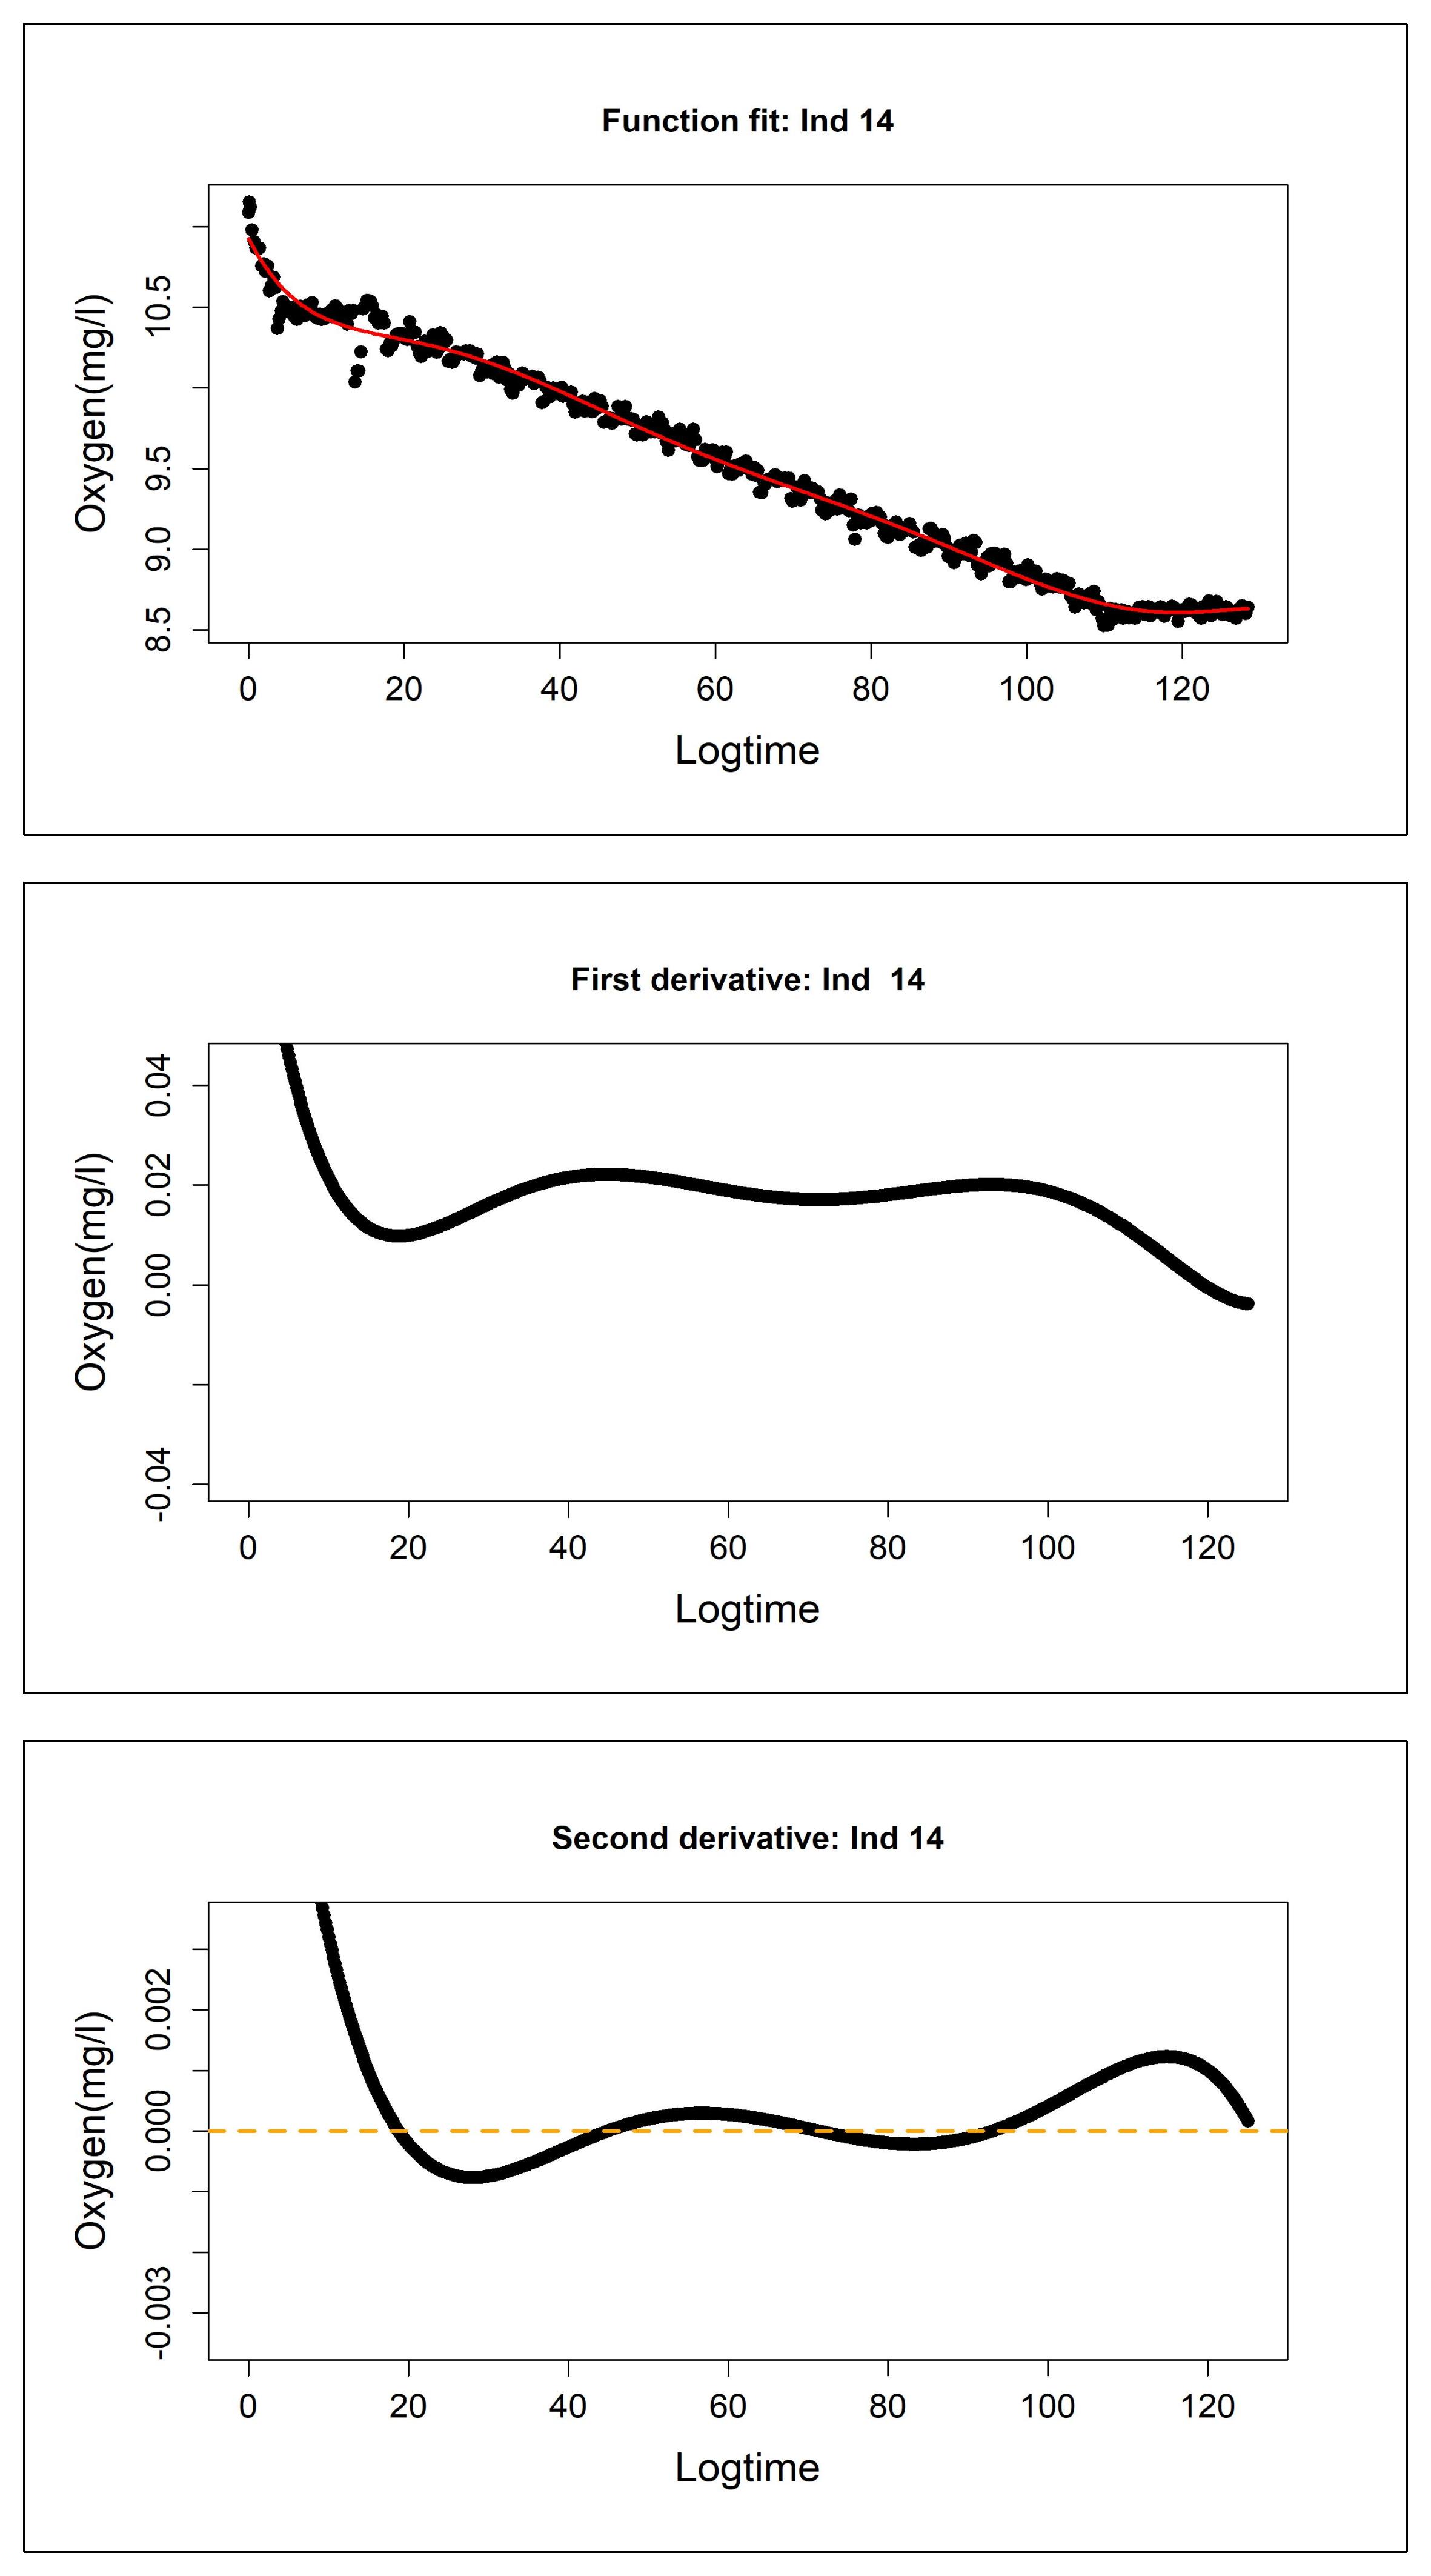 Function fit: Ind 14
Oxygen(mg/l)
10.5
9.5
9.0
8.5
0 20 40 60 80 100 120
Logtime
First derivative: Ind  14
Oxygen(mg/l)
0.04
0.02
0.00
-0.04
0 20 40 60 80 100 120
Logtime
Second derivative: Ind 14
Oxygen(mg/l)
0.002
0.000
-0.003
0 20 40 60 80 100 120
Logtime